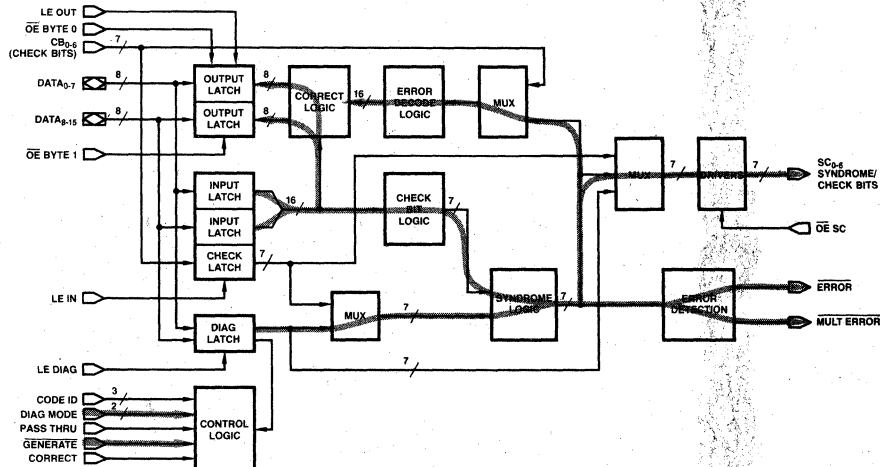 LE OUT
OE BYTE 0
CB0-6
(CHECK BITS)
7
DATA0-7
8
DATA8-15
8
OE BYTE 1
OUTPUT
LATCH
OUTPUT
LATCH
8
8
CORRECT
LOGIC
16
ERROR
DECODE
LOGIC
MUX
INPUT
LATCH
INPUT
LATCH
CHECK
LATCH
16
7
CHECK
BIT
LOGIC
7
MUX
7
DRIVERS
7
SC0-6
SYNDROME/
CHECK BITS
OE SC
LE IN
DIAG
LATCH
MUX
7
SYNDROME
LOGIC
7
ERROR
DETECTION
ERROR
MULT ERROR
7
LE DIAG
CODE ID
3
DIAG MODE
2
PASS THRU
GENERATE
CORRECT
CONTROL
LOGIC